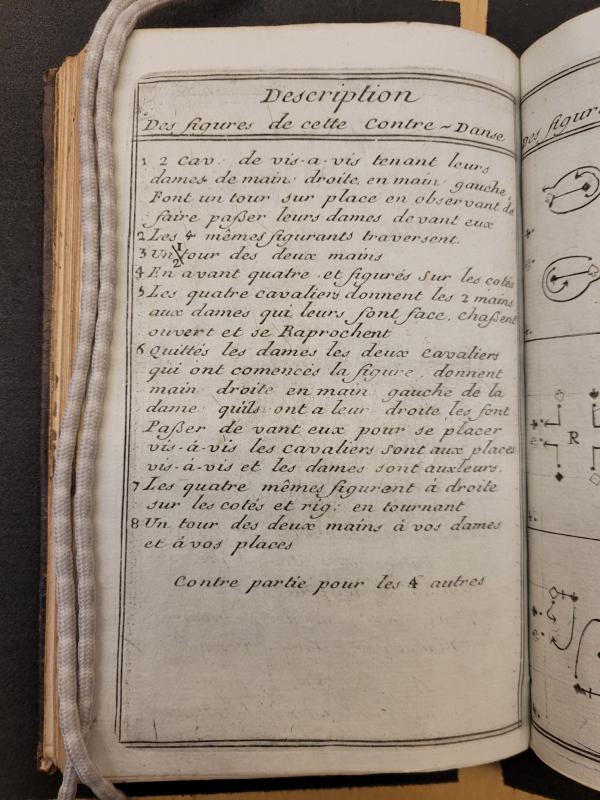 Description
Des figures de cette Contre-Danse
1 2 cav. de vis-a-vis tenant leurs
dames de main droite en main gauche,
Font un tour sur place en observant de
faire passer leurs dames devant eux
2 Les 4 mêmes figurants traversent.
3 Un 1/2 tour des deux mains
4 En avant quatre et figurés sur les cotés
5 Les quatre cavaliers donnent les 2 mains
aux dames qui leurs font face, chassent
ouvert et se Raprochent
6 Quittés les dames les deux cavaliers
qui ont comencés la figure, donnent
main droite en main gauche de la
dame quils ont a leur droite les font
Passer de vant eux pour se placer
vis-á-vis les cavaliers sont aux places
vis-á-vis et les dames sont aux leurs.
7 Les quatre mêmes figurent á droite
sur les cotés et rig: en tournant
8 Un tour des deux mains á vos dames
et á vos places
Contre partie pour les 4 autres
Des figur
R